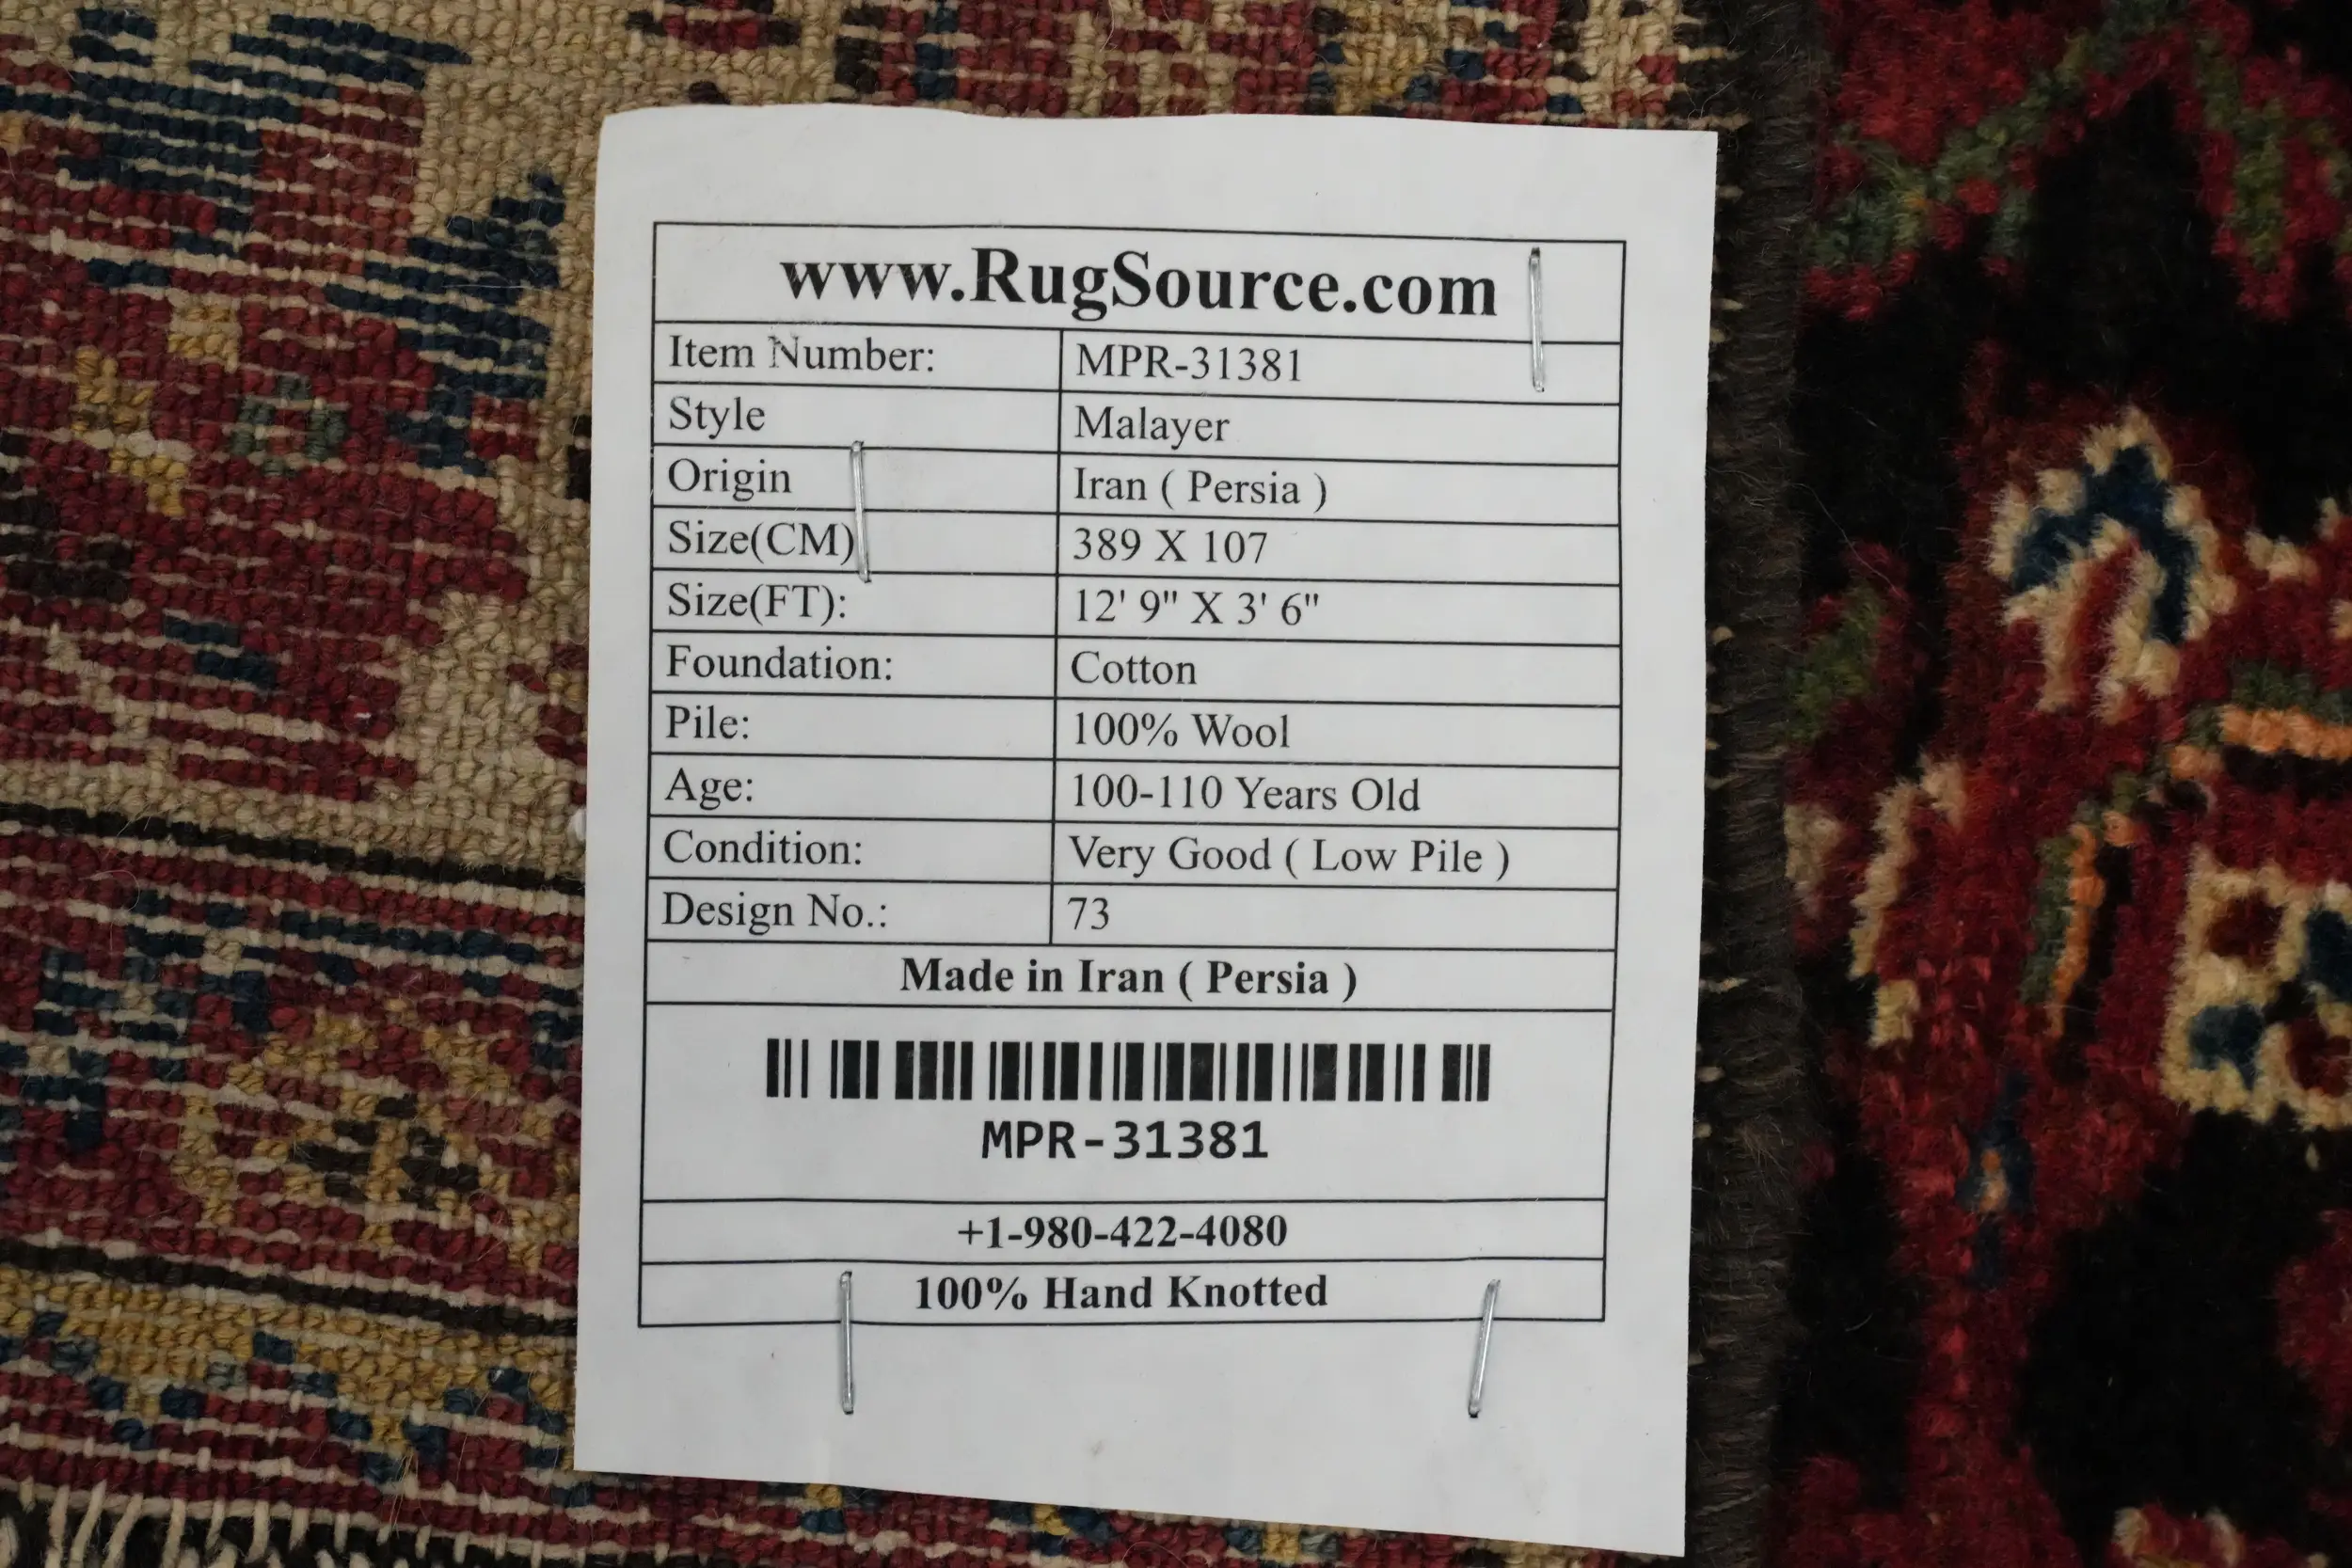 www.RugSource.com
Item Number: MPR-31381
Style Malayer
Origin Iran ( Persia )
Size(CM) 389 X 107
Size(FT): 12' 9" X 3' 6"
Foundation: Cotton
Pile: 100% Wool
Age: 100-110 Years Old
Condition: Very Good ( Low Pile )
Design No.: 73
Made in Iran ( Persia )
MPR-31381
+1-980-422-4080
100% Hand Knotted